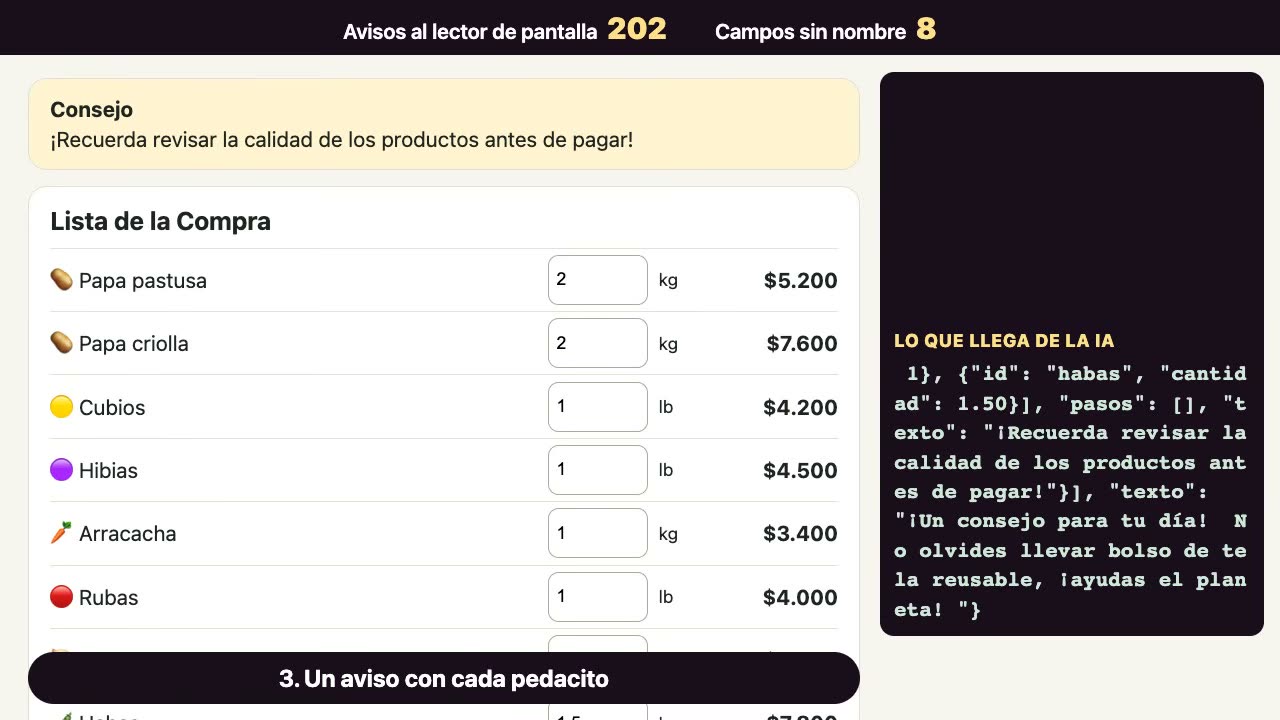 Avisos al lector de pantalla 202 Campos sin nombre 8
Consejo
¡Recuerda revisar la calidad de los productos antes de pagar!
Lista de la Compra
Papa pastusa 2 kg $5.200
Papa criolla 2 kg $7.600
Cubios 1 lb $4.200
Hibias 1 lb $4.500
Arracacha 1 kg $3.400
Rubas 1 lb $4.000
3. Un aviso con cada pedacito
LO QUE LLEGA DE LA IA
1}, {"id": "habas", "cantid
ad": 1.50}], "pasos": [], "t
exto": "¡Recuerda revisar la
calidad de los productos ant
es de pagar!"}], "texto":
"¡Un consejo para tu día!  N
o olvides llevar bolso de te
la reusable, ¡ayudas el plan
eta! "}